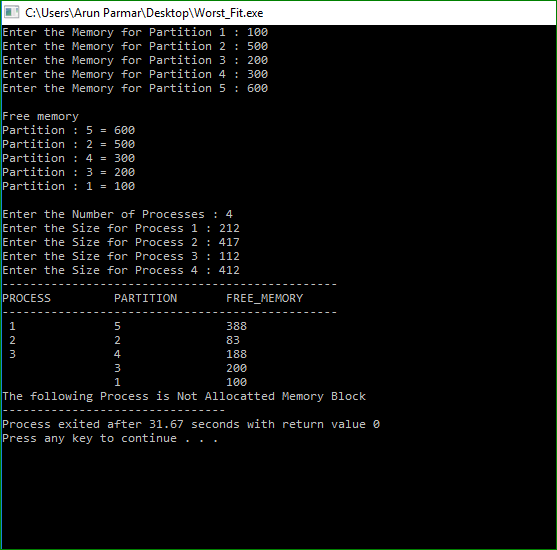 C:\Users\Arun Parmar\Desktop\Worst_Fit.exe
Enter the Memory for Partition 1 : 100
Enter the Memory for Partition 2 : 500
Enter the Memory for Partition 3 : 200
Enter the Memory for Partition 4 : 300
Enter the Memory for Partition 5 : 600
Free memory
Partition : 5 = 600
Partition : 2 = 500
Partition : 4 = 300
Partition : 3 = 200
Partition : 1 = 100
Enter the Number of Processes : 4
Enter the Size for Process 1 : 212
Enter the Size for Process 2 : 417
Enter the Size for Process 3 : 112
Enter the Size for Process 4 : 412
------------------------------------------------
PROCESS         PARTITION       FREE_MEMORY
------------------------------------------------
1              5               388
2              2               83
3              4               188
3               200
1               100
The following Process is Not Allocatted Memory Block
--------------------------------
Process exited after 31.67 seconds with return value 0
Press any key to continue . . .